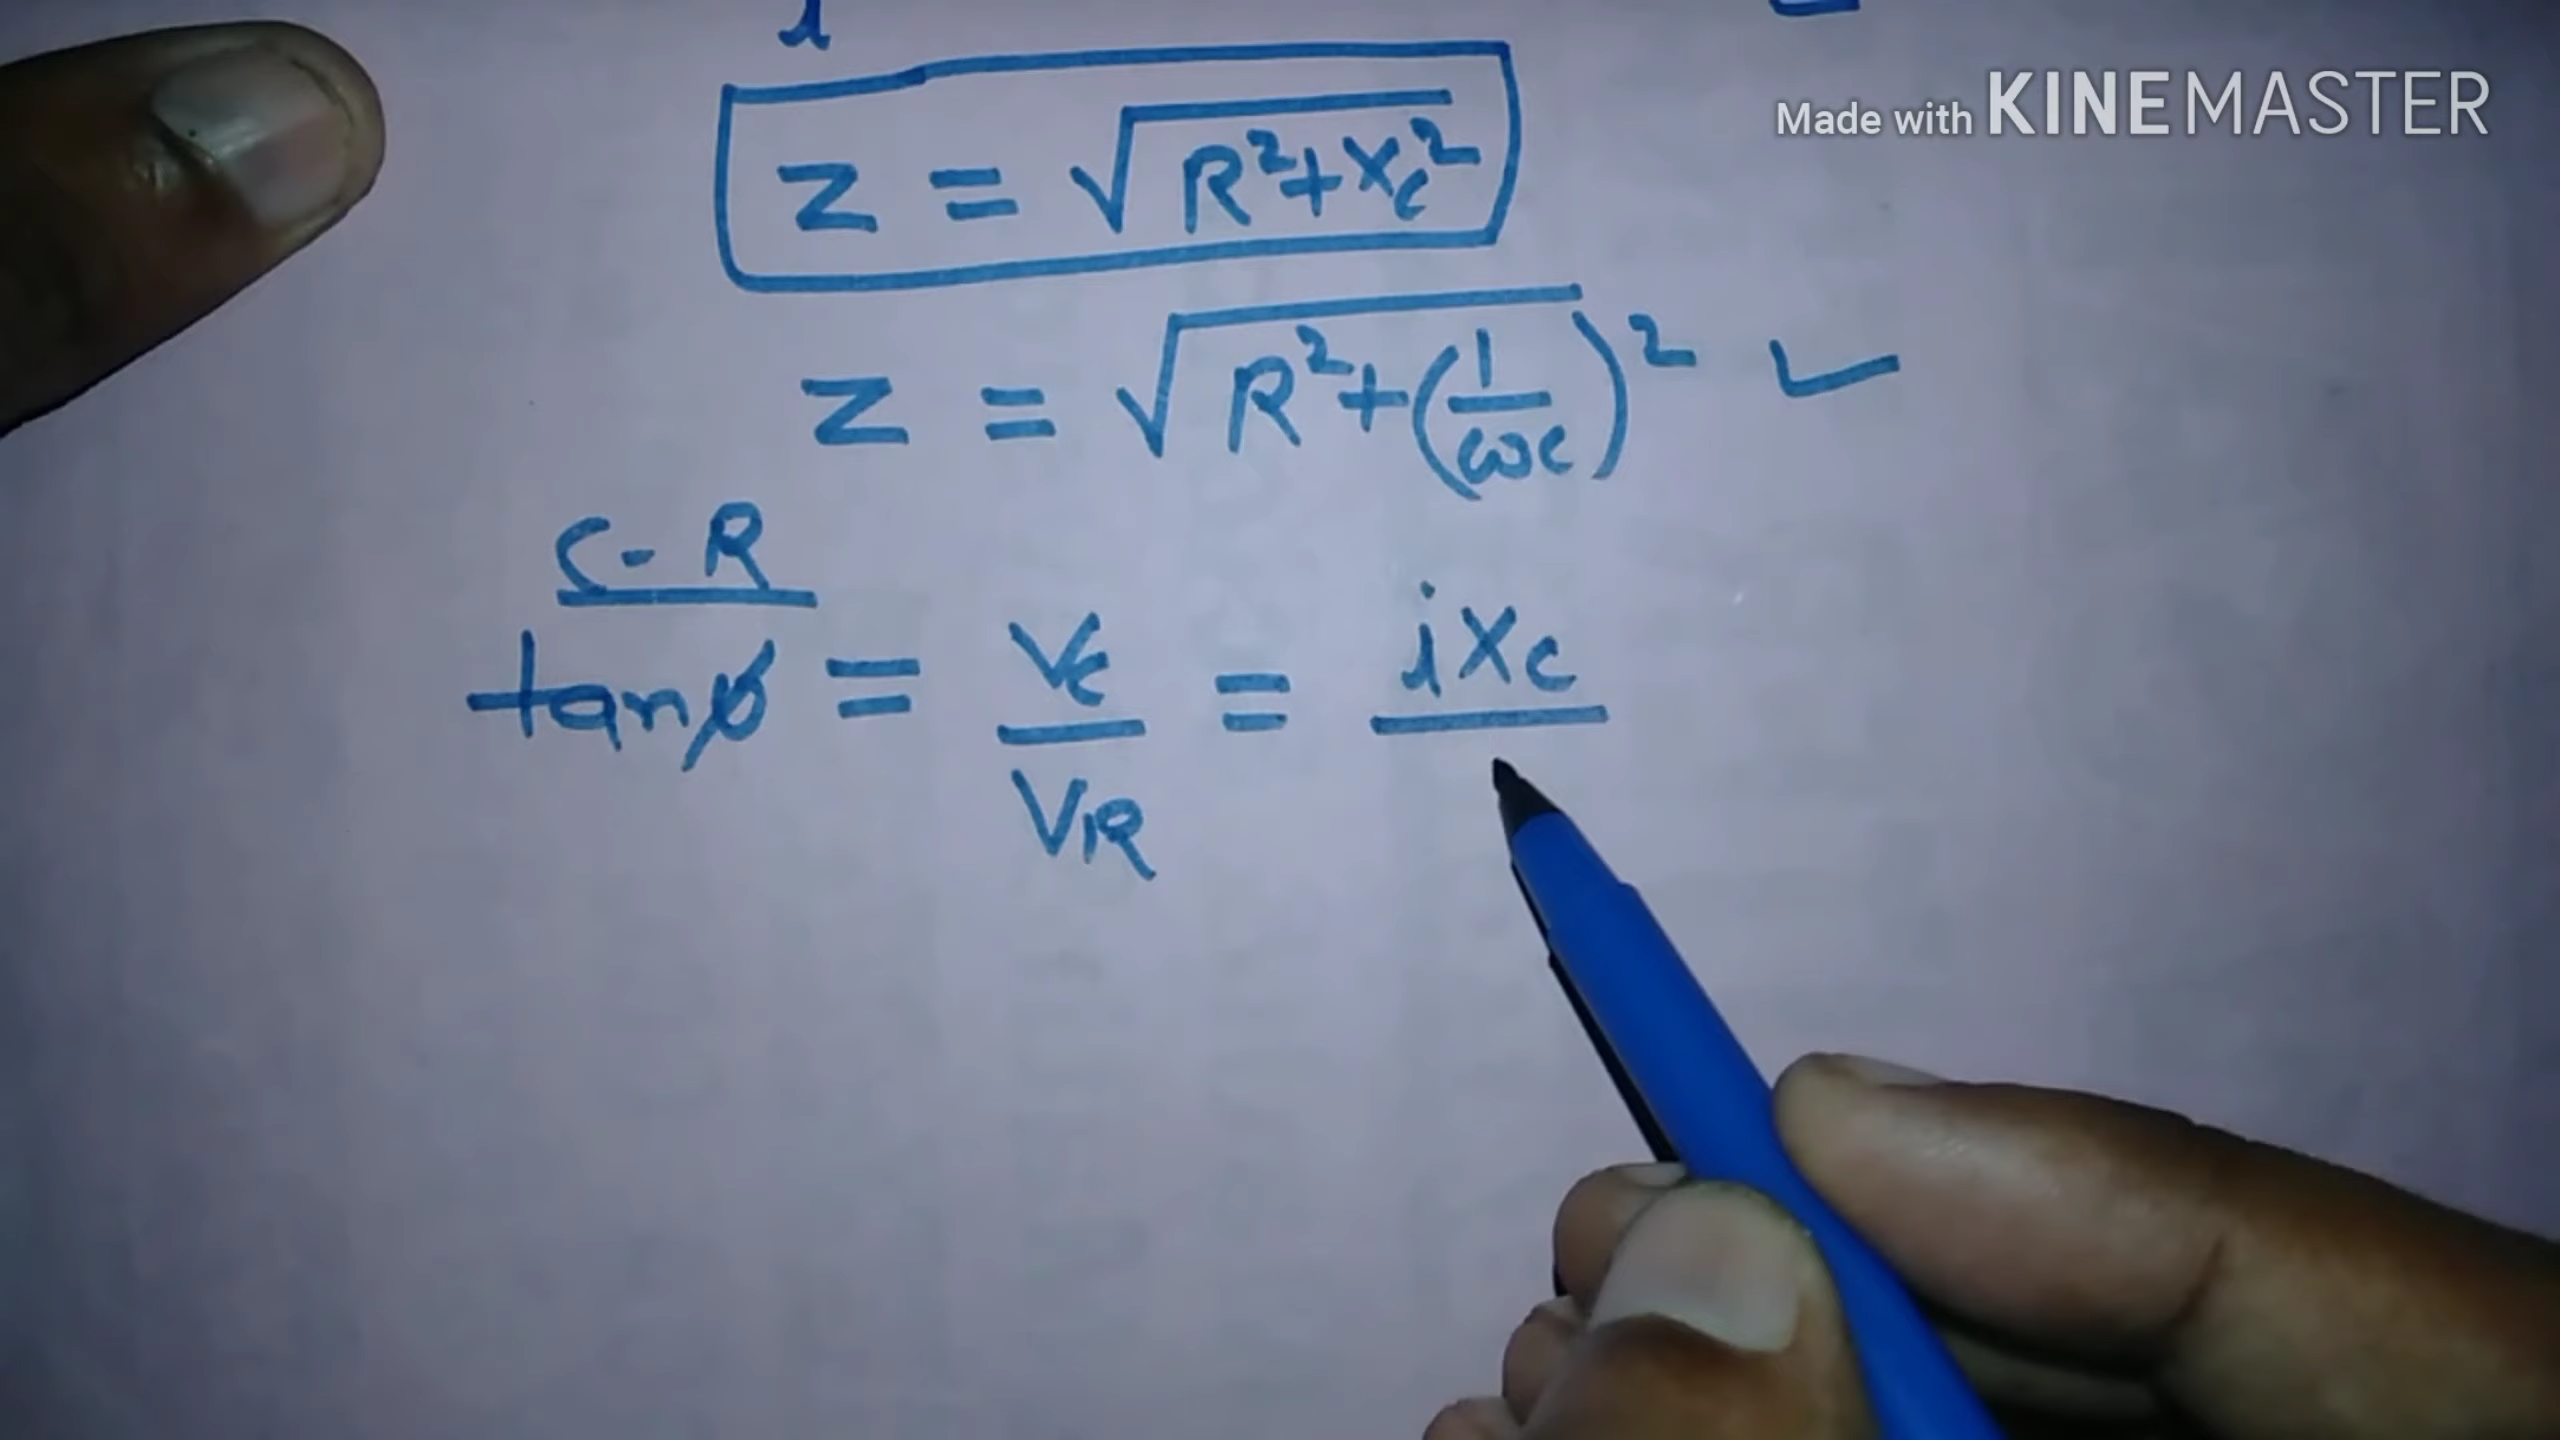 i
Made with KINEMASTER
Z = √R²+Xc²
Z = √R²+(1/ωc)²
C-R
tanφ = Vc/VR = iXc